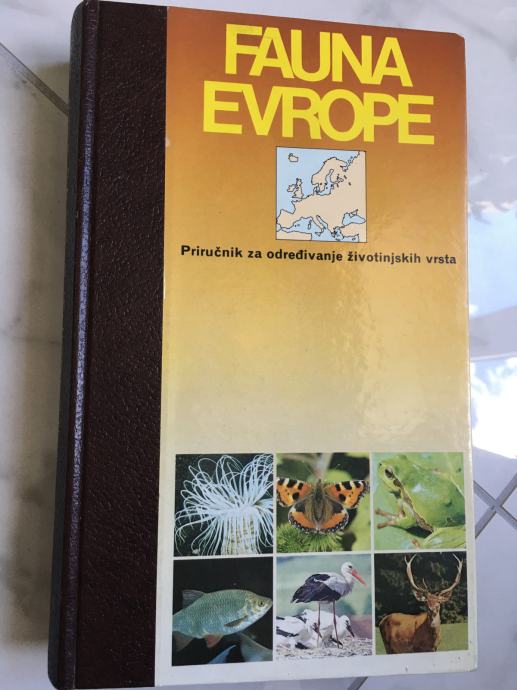 FAUNA
EVROPE
Priručnik za određivanje životinjskih vrsta